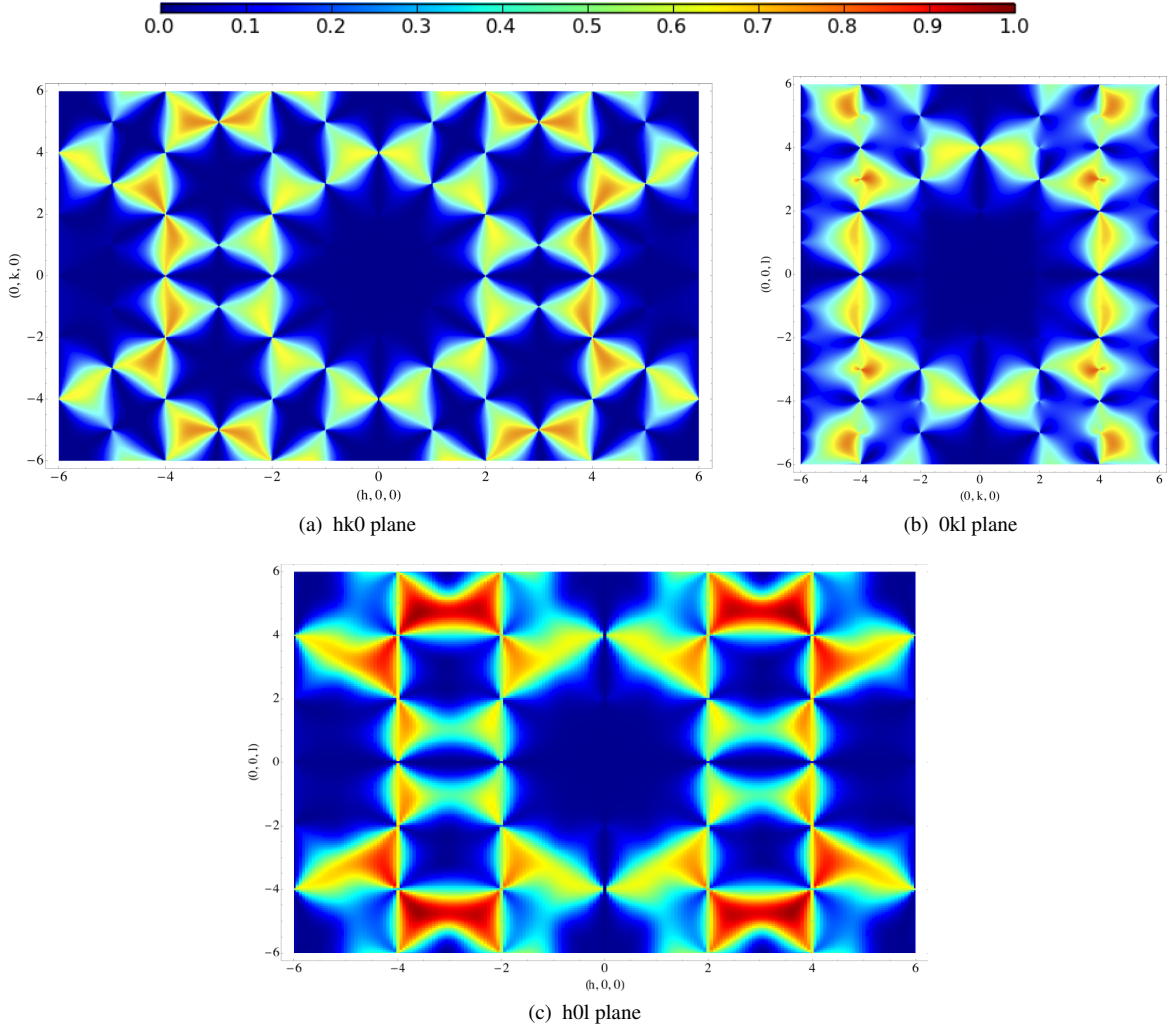 0.0 0.1 0.2 0.3 0.4 0.5 0.6 0.7 0.8 0.9 1.0
6
4
2
0
−2
−4
−6
(0, k, 0)
−6 −4 −2 0 2 4 6
(h, 0, 0)
(a) hk0 plane
6
4
2
0
−2
−4
−6
(0, 0, l)
−6 −4 −2 0 2 4 6
(0, k, 0)
(b) 0kl plane
6
4
2
0
−2
−4
−6
(0, 0, l)
−6 −4 −2 0 2 4 6
(h, 0, 0)
(c) h0l plane